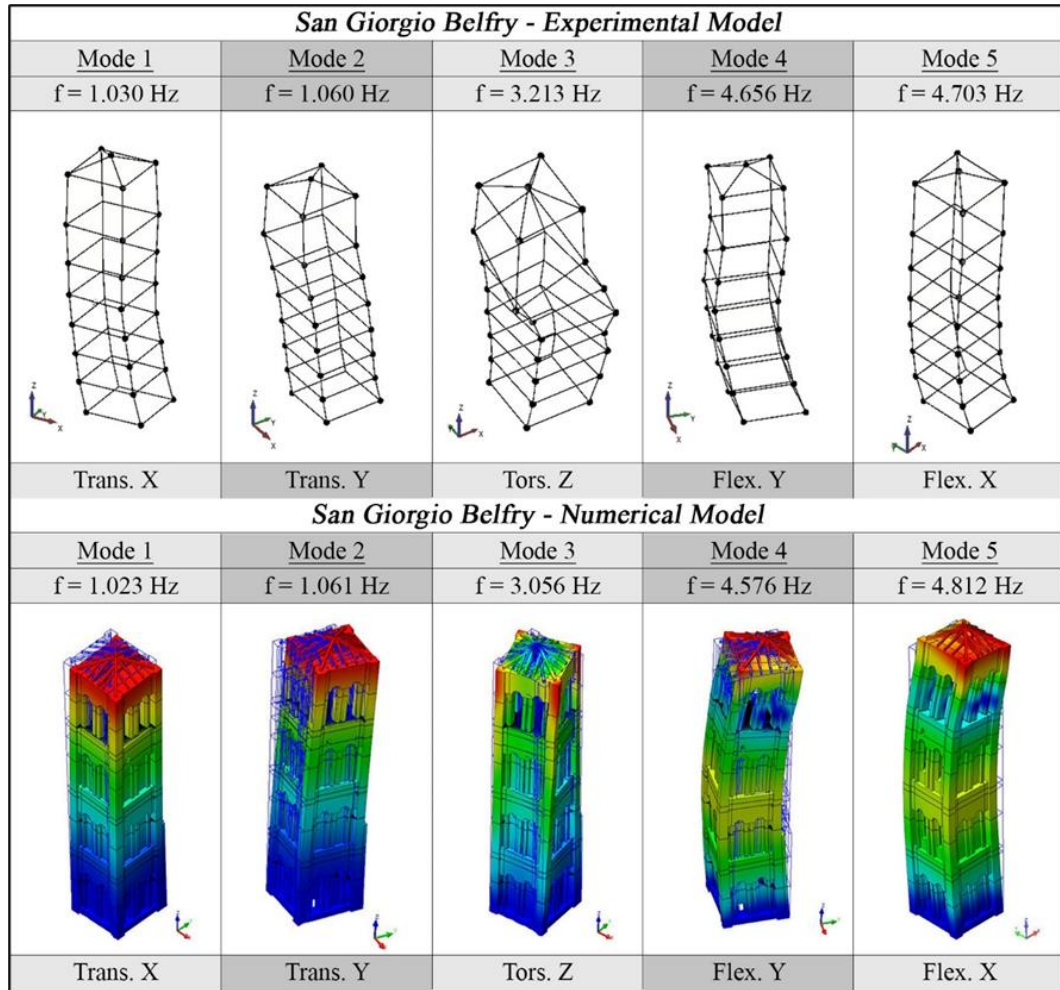 San Giorgio Belfry - Experimental Model
Mode 1 Mode 2 Mode 3 Mode 4 Mode 5
f = 1.030 Hz f = 1.060 Hz f = 3.213 Hz f = 4.656 Hz f = 4.703 Hz
Z Y X Z Y X Z Z Y X Z
Trans. X Trans. Y Tors. Z Flex. Y Flex. X
San Giorgio Belfry - Numerical Model
Mode 1 Mode 2 Mode 3 Mode 4 Mode 5
f = 1.023 Hz f = 1.061 Hz f = 3.056 Hz f = 4.576 Hz f = 4.812 Hz
Trans. X Trans. Y Tors. Z Flex. Y Flex. X